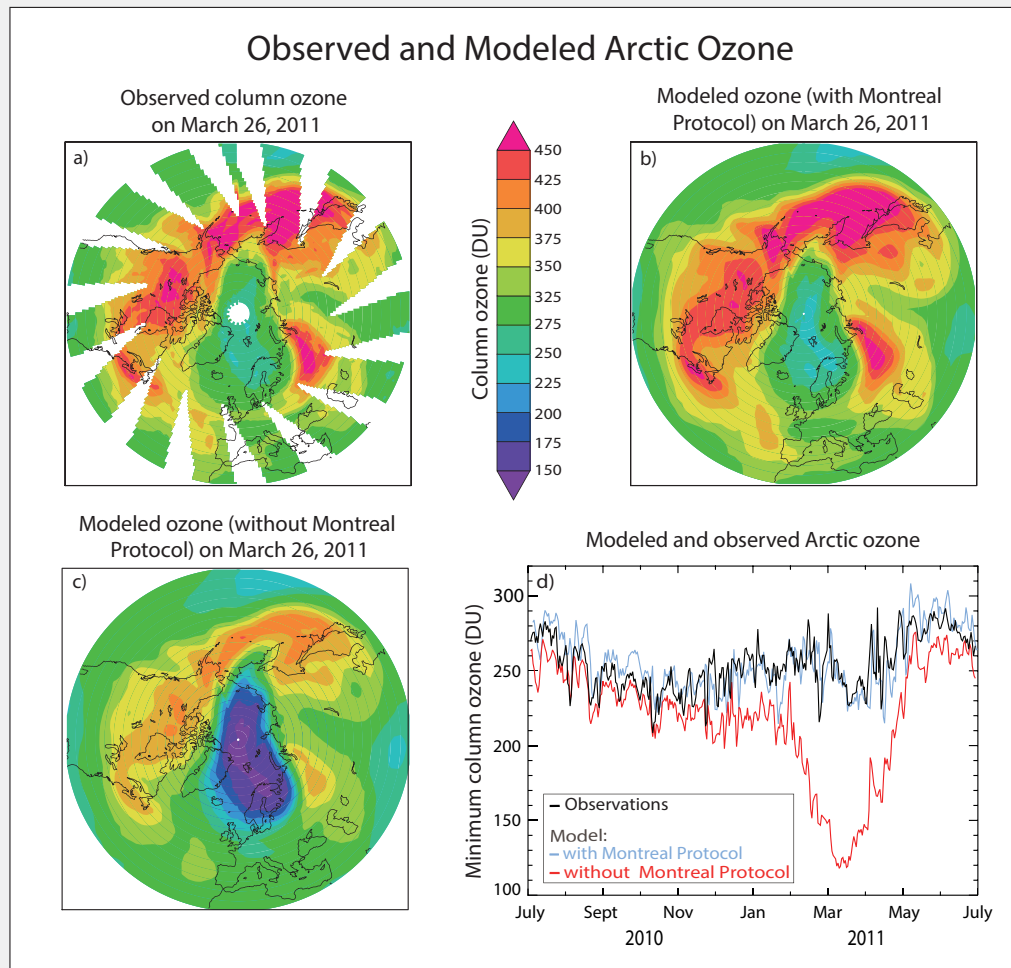 Observed and Modeled Arctic Ozone
Observed column ozone
on March 26, 2011
a)
Column ozone (DU)
450
425
400
375
350
325
275
250
225
200
175
150
Modeled ozone (with Montreal
Protocol) on March 26, 2011
b)
Modeled ozone (without Montreal
Protocol) on March 26, 2011
c)
Modeled and observed Arctic ozone
d)
Minimum column ozone (DU)
300
250
200
150
100
Observations
Model:
with Montreal Protocol
without Montreal Protocol
July Sept Nov Jan Mar May July
2010 2011